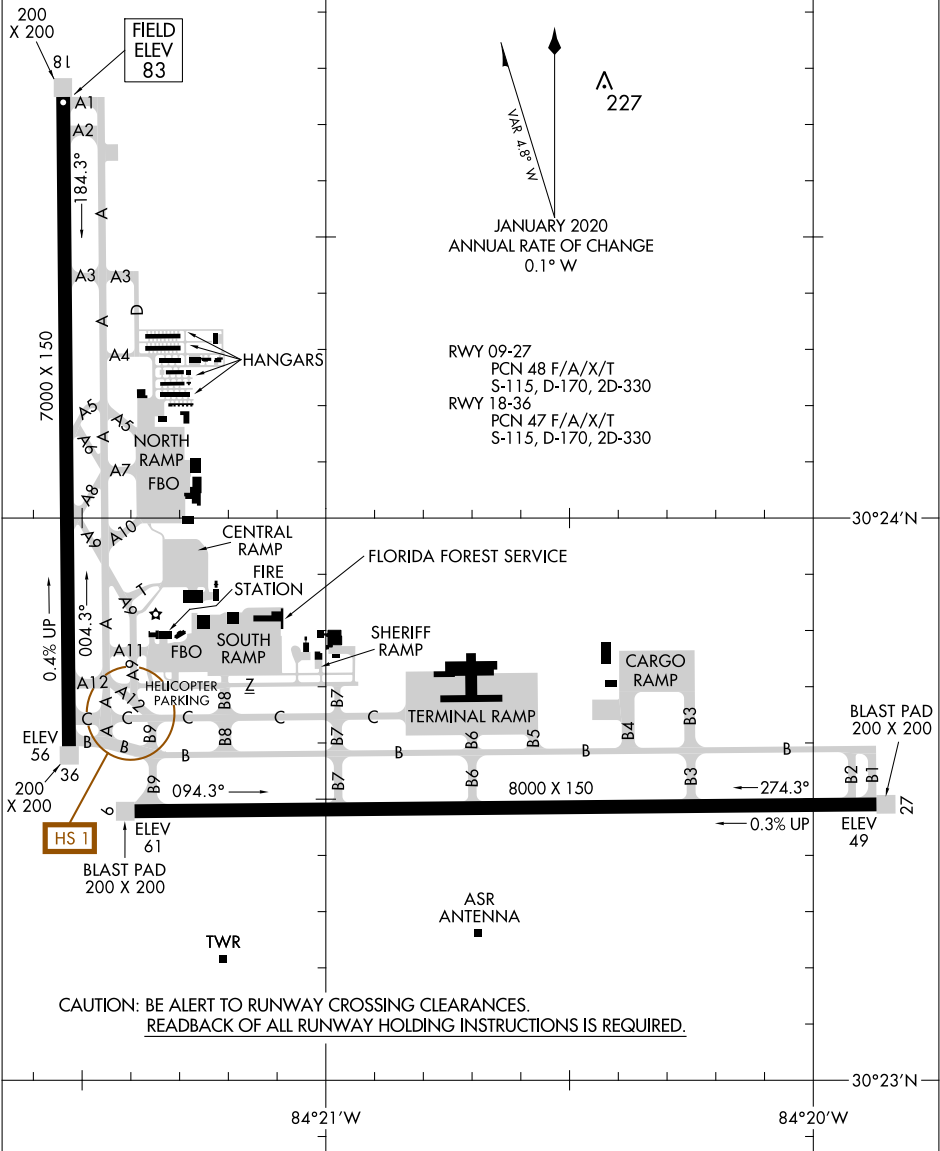 200
X 200
18
FIELD
ELEV
83
A1
A2
184.3°
A
227
VAR 4.8° W
JANUARY 2020
ANNUAL RATE OF CHANGE
0.1° W
A3
A3
D
A
A4
HANGARS
7000 X 150
RWY 09-27
PCN 48 F/A/X/T
S-115, D-170, 2D-330
RWY 18-36
PCN 47 F/A/X/T
S-115, D-170, 2D-330
A5
A5
A6
A
NORTH
RAMP
FBO
A7
A8
A9
A10
30°24'N
CENTRAL
RAMP
FLORIDA FOREST SERVICE
FIRE
STATION
T
A9
A
0.4% UP
004.3°
FBO
SOUTH
RAMP
SHERIFF
RAMP
A11
A9
A12
A12
HELICOPTER
PARKING
Z
B8
B7
TERMINAL RAMP
CARGO
RAMP
BLAST PAD
200 X 200
A
C
C
C
C
A
B
B
B9
B
B8
B7
B
B6
B5
B
B4
B3
B
ELEV
56
36
200
X 200
B9
094.3°
B7
B6
8000 X 150
B3
274.3°
B2
B1
27
9
ELEV
61
0.3% UP
ELEV
49
HS 1
BLAST PAD
200 X 200
ASR
ANTENNA
TWR
CAUTION: BE ALERT TO RUNWAY CROSSING CLEARANCES.
READBACK OF ALL RUNWAY HOLDING INSTRUCTIONS IS REQUIRED.
30°23'N
84°21'W
84°20'W